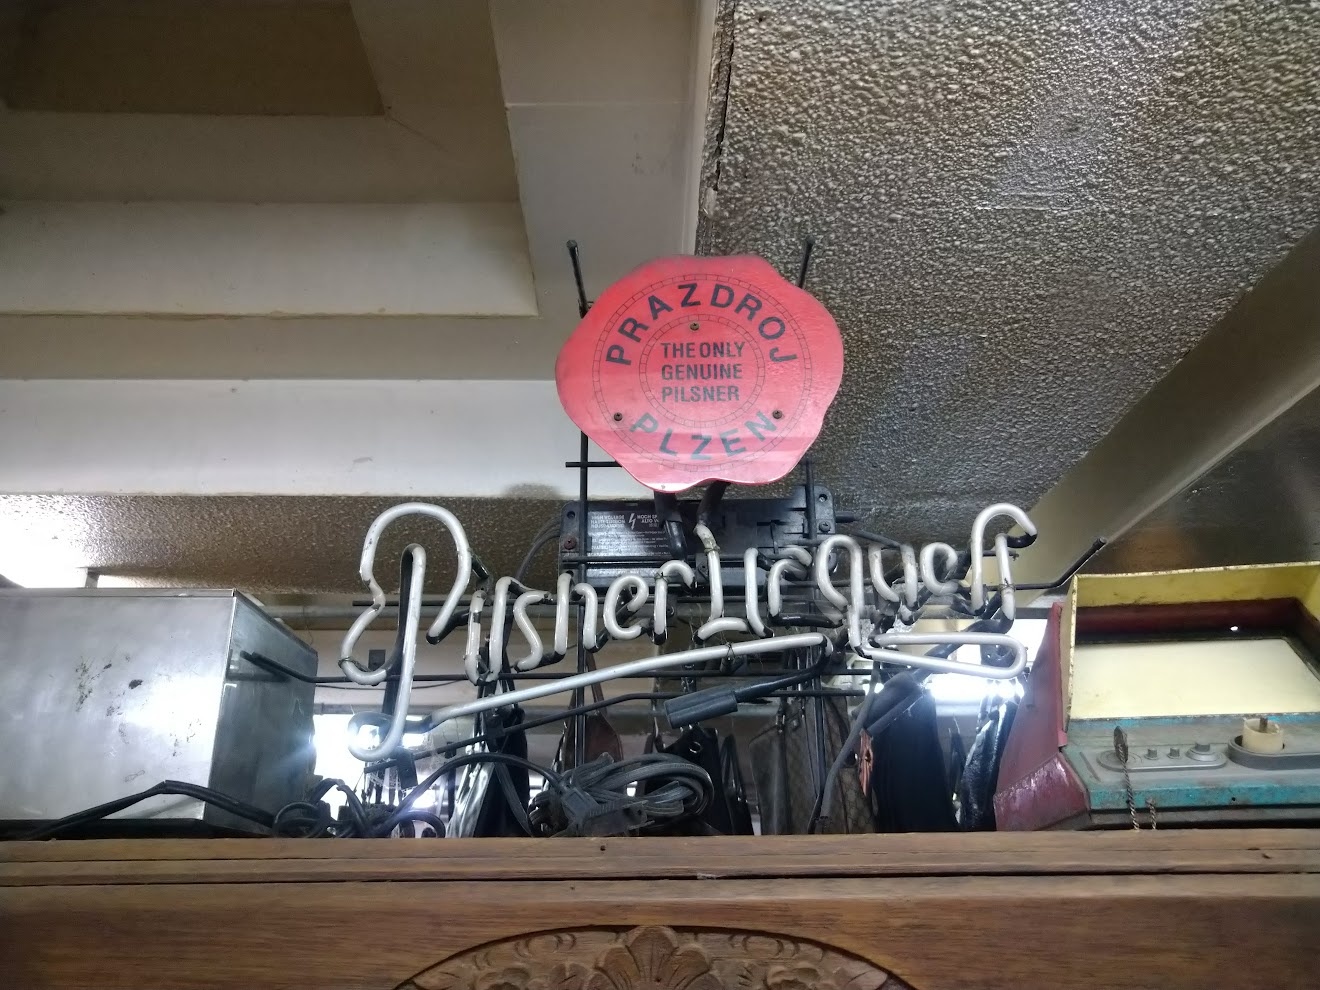 PRAZDROJ
THE ONLY
GENUINE
PILSNER
PLZEN
Pilsner Urquell